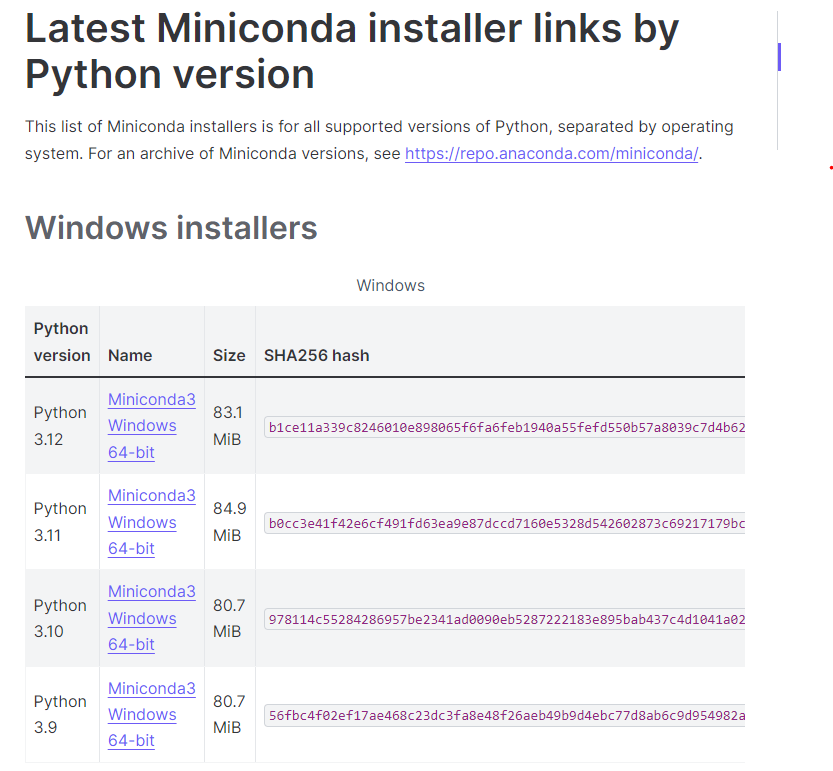 Latest Miniconda installer links by
Python version
This list of Miniconda installers is for all supported versions of Python, separated by operating
system. For an archive of Miniconda versions, see https://repo.anaconda.com/miniconda/.
Windows installers
Windows
Python version
Name
Size
SHA256 hash
Python 3.12
Miniconda3 Windows 64-bit
83.1 MiB
b1ce11a339c8246010e898065f6fa6feb1940a55fefd550b57a8039c7d4b62
Python 3.11
Miniconda3 Windows 64-bit
84.9 MiB
b0cc3e41f42e6cf491fd63ea9e87dccd7160e5328d542602873c69217179bc
Python 3.10
Miniconda3 Windows 64-bit
80.7 MiB
978114c55284286957be2341ad0090eb5287222183e895bab437c4d1041a02
Python 3.9
Miniconda3 Windows 64-bit
80.7 MiB
56fbc4f02ef17ae468c23dc3fa8e48f26aeb49b9d4ebc77d8ab6c9d954982a